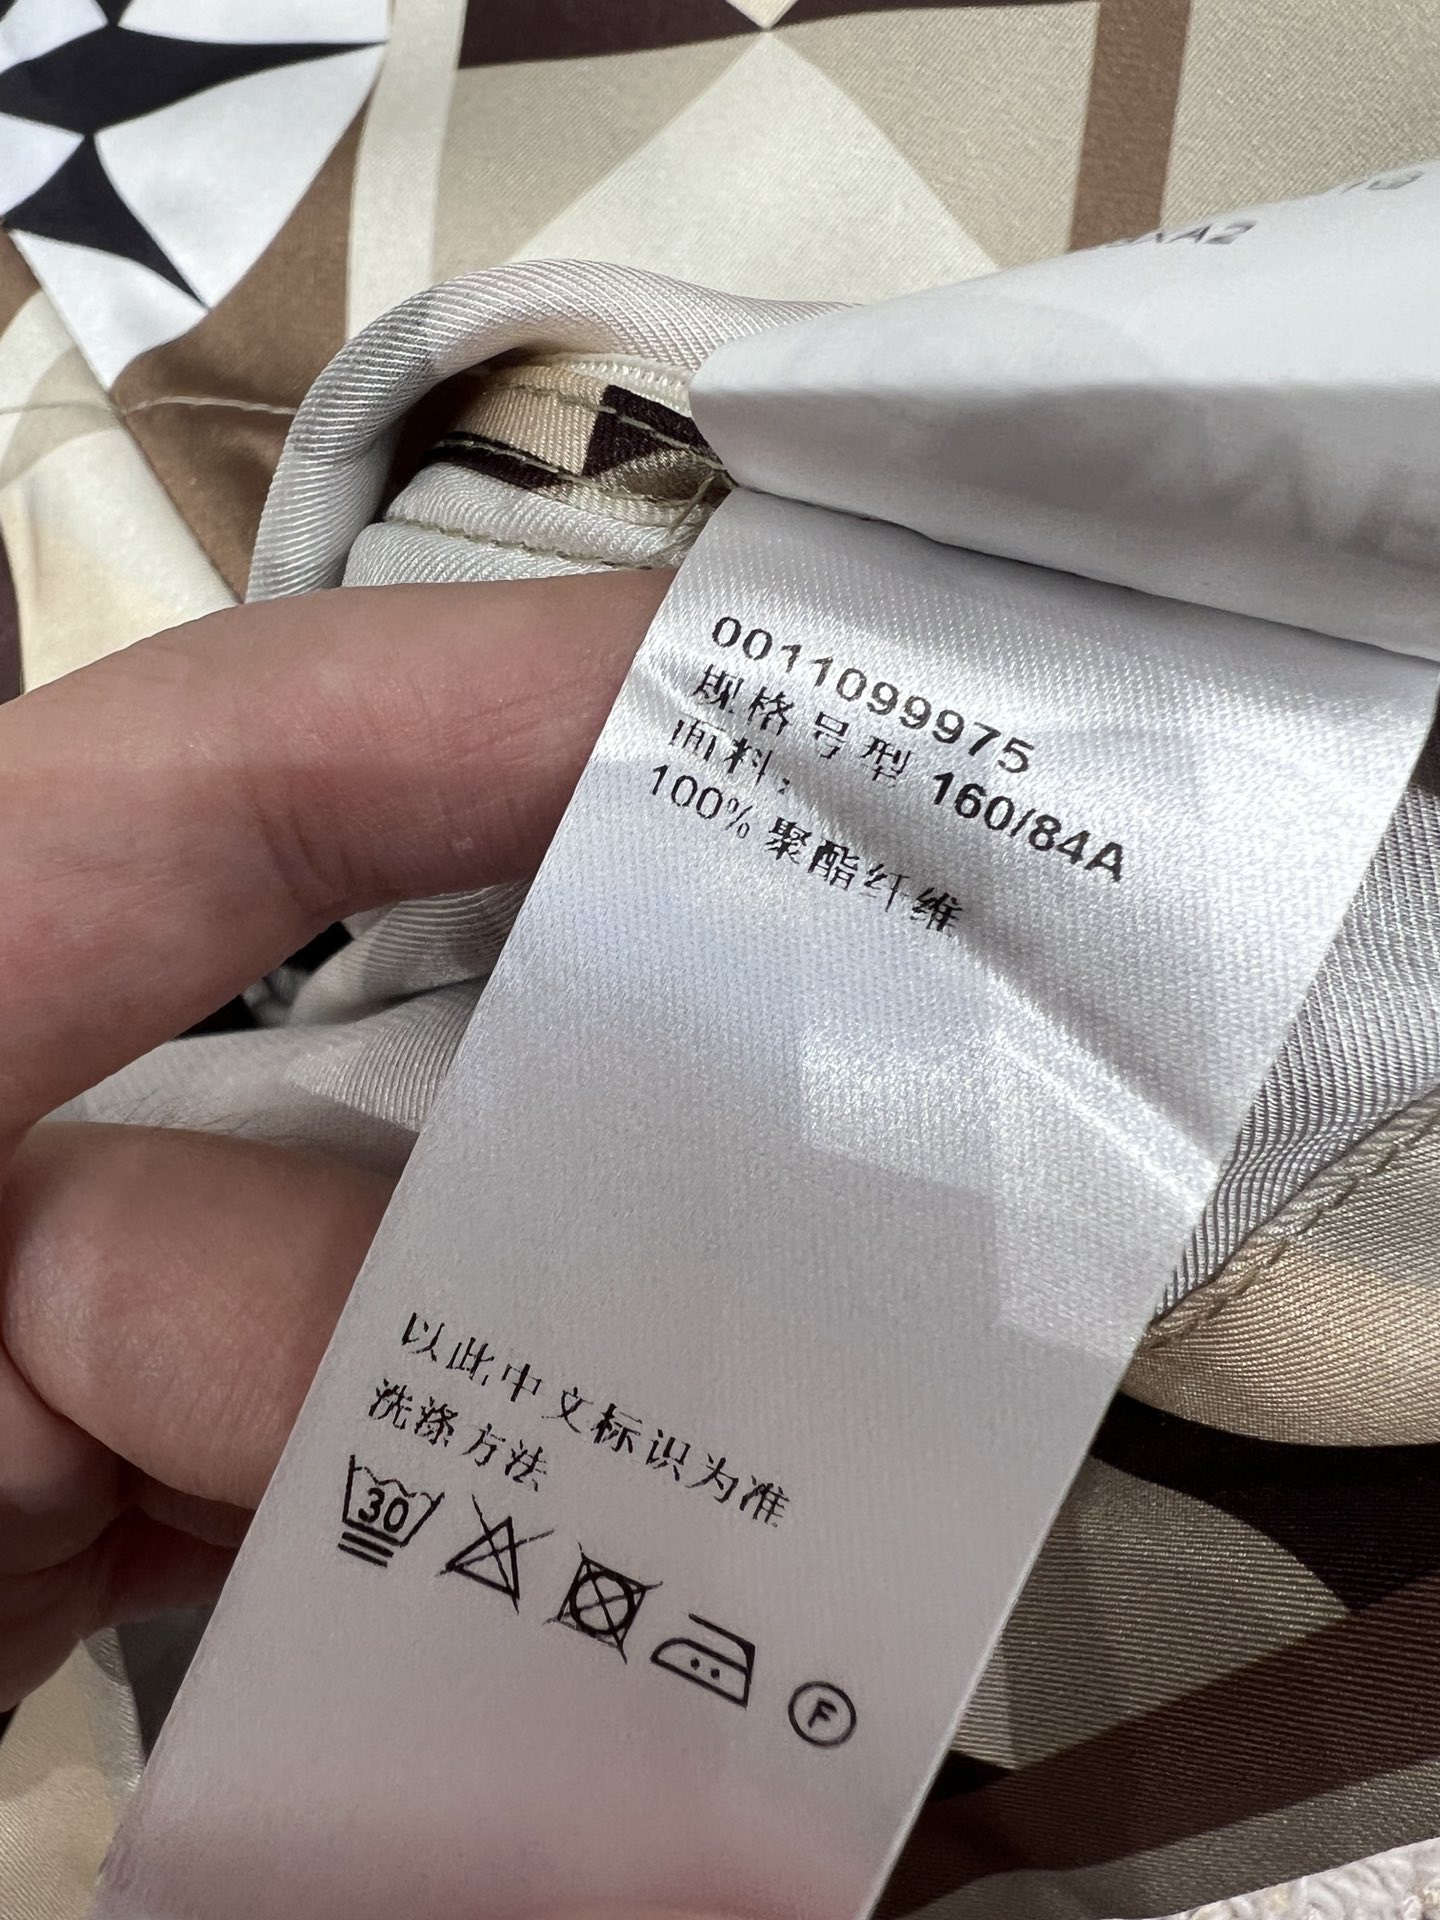 0011099975
规格号型 160/84A
面料：
100% 聚酯纤维
以此中文标识为准
洗涤方法
30
F